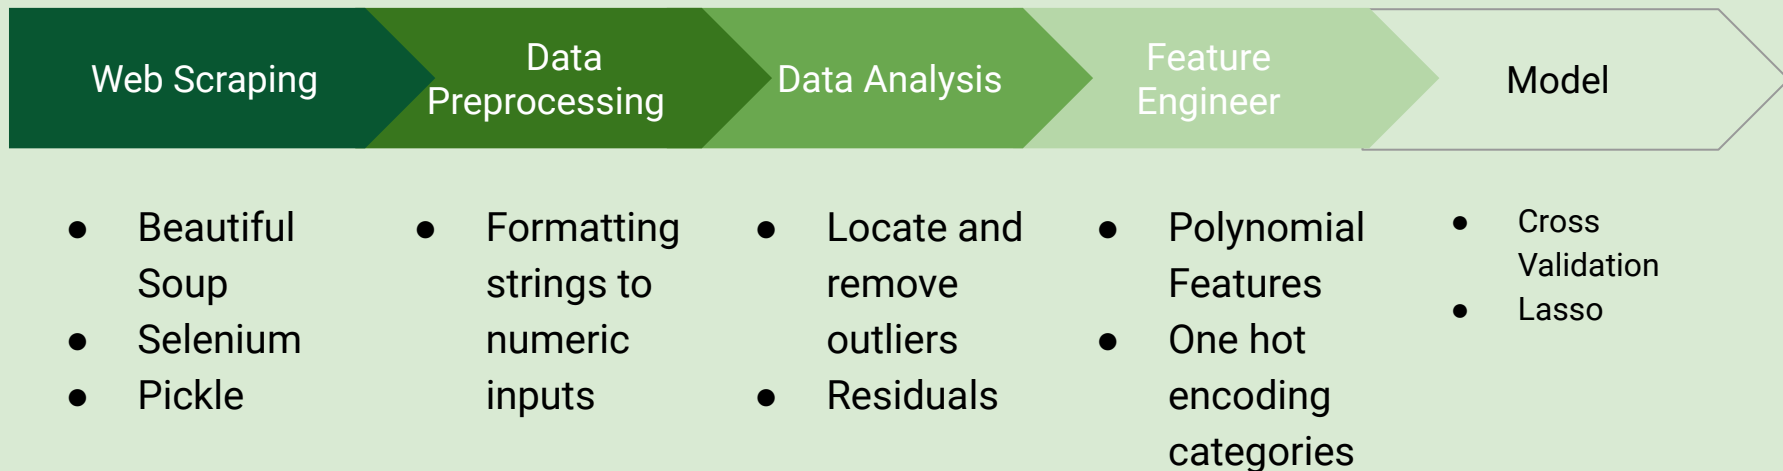 Web Scraping
Data
Preprocessing
Data Analysis
Feature
Engineer
Model
● Beautiful
Soup
● Selenium
● Pickle
● Formatting
strings to
numeric
inputs
● Locate and
remove
outliers
● Residuals
● Polynomial
Features
● One hot
encoding
categories
● Cross
Validation
● Lasso